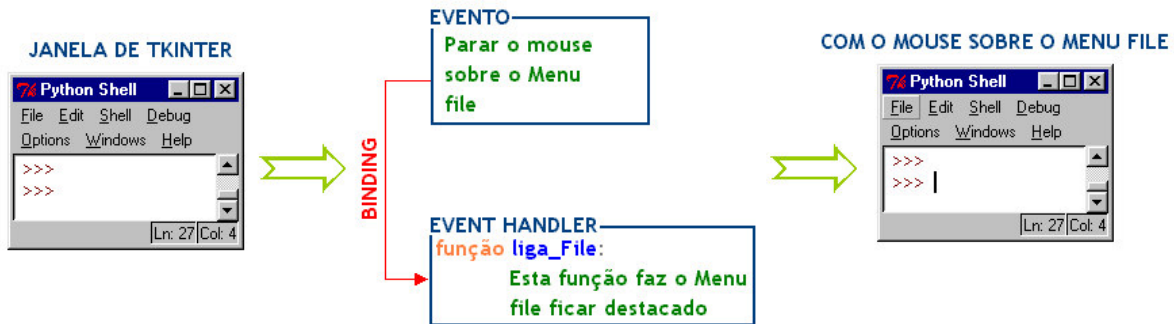 JANELA DE TKINTER
Python Shell
File Edit Shell Debug
Options Windows Help
>>>
>>>
Ln: 27 Col: 4
EVENTO
Parar o mouse
sobre o Menu
file
BINDING
EVENT HANDLER
função liga_File:
Esta função faz o Menu
file ficar destacado
COM O MOUSE SOBRE O MENU FILE
Python Shell
File Edit Shell Debug
Options Windows Help
>>>
>>>
Ln: 27 Col: 4